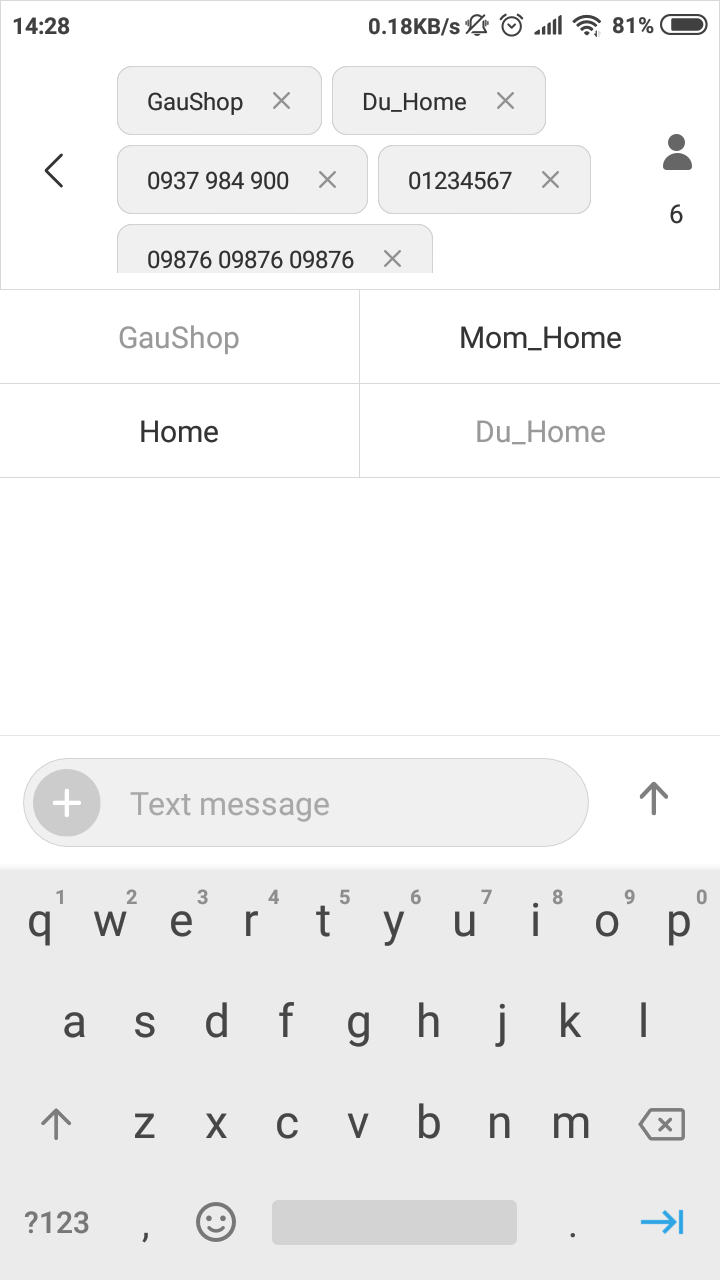 14:28 0.18KB/s 81%
GauShop Du_Home
0937 984 900 01234567
6
09876 09876 09876
GauShop Mom_Home
Home Du_Home
Text message
1 2 3 4 5 6 7 8 9 0
q w e r t y u i o p
a s d f g h j k l
z x c v b n m
?123 , .